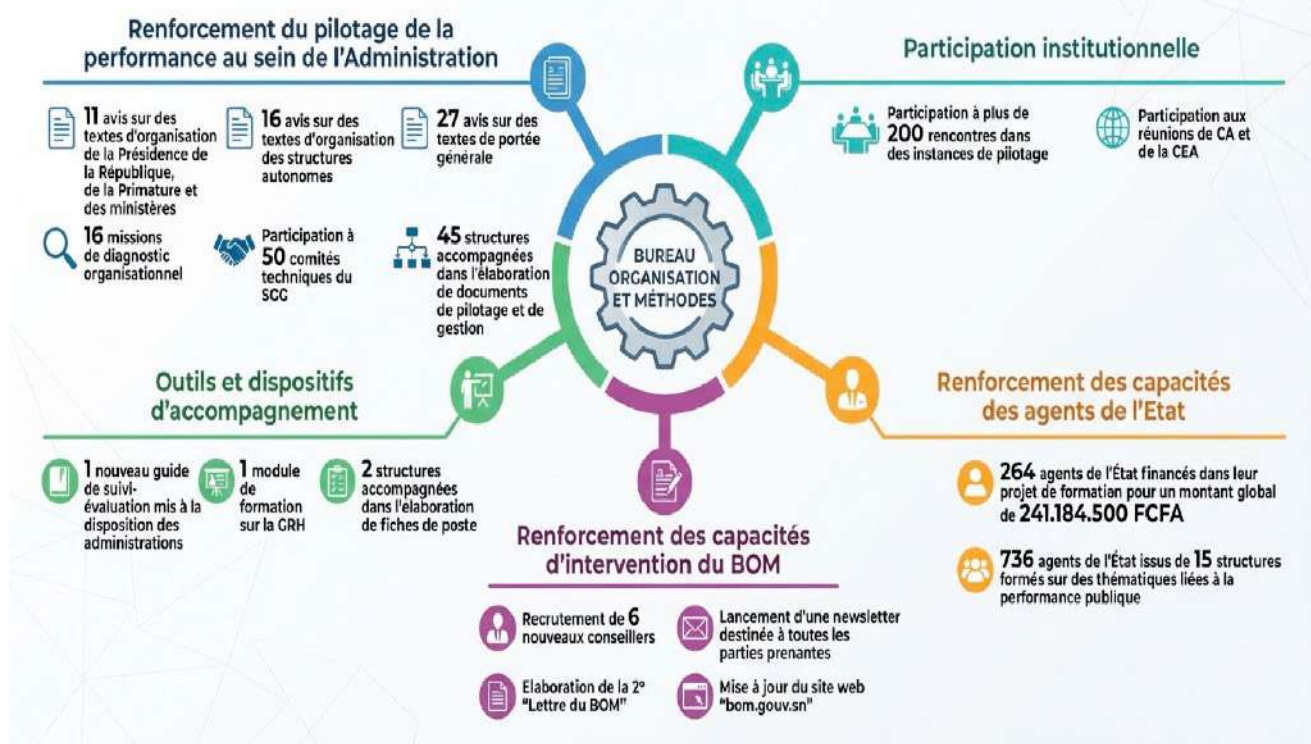 Renforcement du pilotage de la
performance au sein de l'Administration
11 avis sur des
textes d'organisation
de la Présidence de
la République,
de la Primature et
des ministères
16 avis sur des
textes d'organisation
des structures
autonomes
27 avis sur des
textes de portée
générale
16 missions
de diagnostic
organisationnel
Participation à
50 comités
techniques du
SGG
45 structures
accompagnées
dans l'élaboration
de documents
de pilotage et de
gestion
Participation institutionnelle
Participation à plus de
200 rencontres dans
des instances de pilotage
Participation aux
réunions de CA et
de la CEA
BUREAU
ORGANISATION
ET MÉTHODES
Outils et dispositifs
d'accompagnement
1 nouveau guide
de suivi-
évaluation mis à la
disposition des
administrations
1 module
de
formation
sur la GRH
2 structures
accompagnées
dans l'élaboration
de fiches de poste
Renforcement des capacités
d'intervention du BOM
Recrutement de 6
nouveaux conseillers
Lancement d'une newsletter
destinée à toutes les
parties prenantes
Elaboration de la 2°
"Lettre du BOM"
Mise à jour du site web
"bom.gouv.sn"
Renforcement des capacités
des agents de l'Etat
264 agents de l'État financés dans leur
projet de formation pour un montant global
de 241.184.500 FCFA
736 agents de l'État issus de 15 structures
formés sur des thématiques liées à la
performance publique